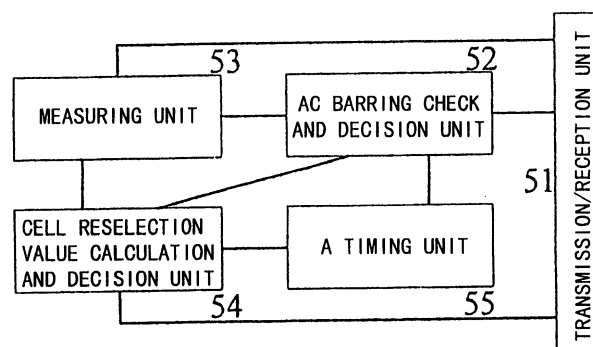 53
52
MEASURING UNIT
AC BARRING CHECK
AND DECISION UNIT
51
TRANSMISSION/RECEPTION UNIT
CELL RESELECTION
VALUE CALCULATION
AND DECISION UNIT
A TIMING UNIT
54
55